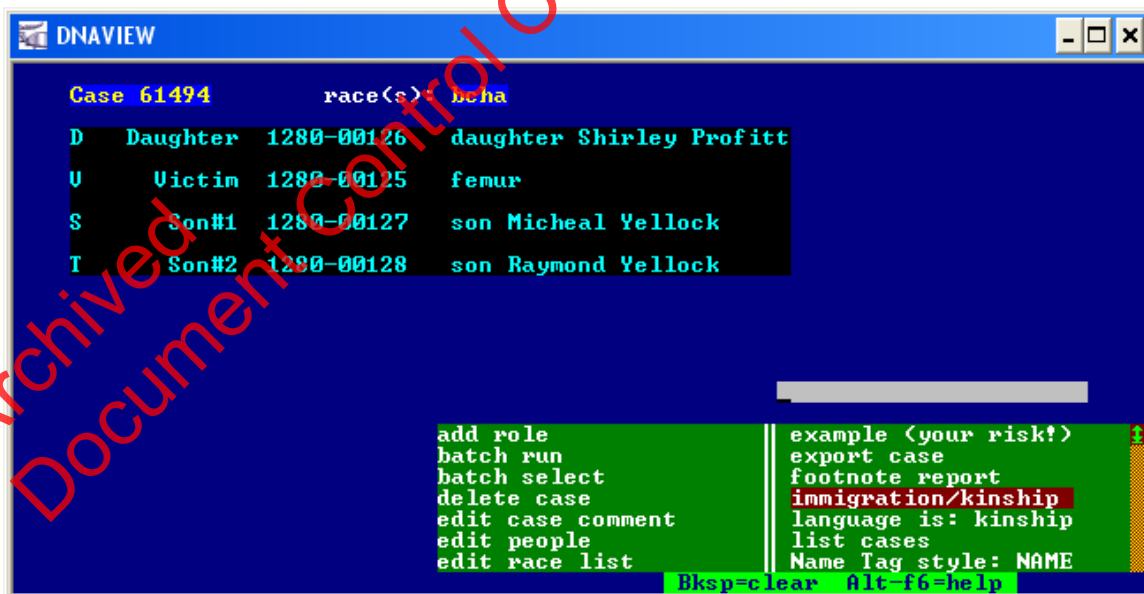 DNAVIEW
Case 61494 race(s): bcha
D Daughter 1280-00126 daughter Shirley Profitt
V Victim 1280-00125 femur
S Son#1 1280-00127 son Micheal Yellock
T Son#2 1280-00128 son Raymond Yellock
add role
batch run
batch select
delete case
edit case comment
edit people
edit race list
example (your risk!)
export case
footnote report
immigration/kinship
language is: kinship
list cases
Name Tag style: NAME
Bksp=clear Alt-f6=help
Archived
Document Control O